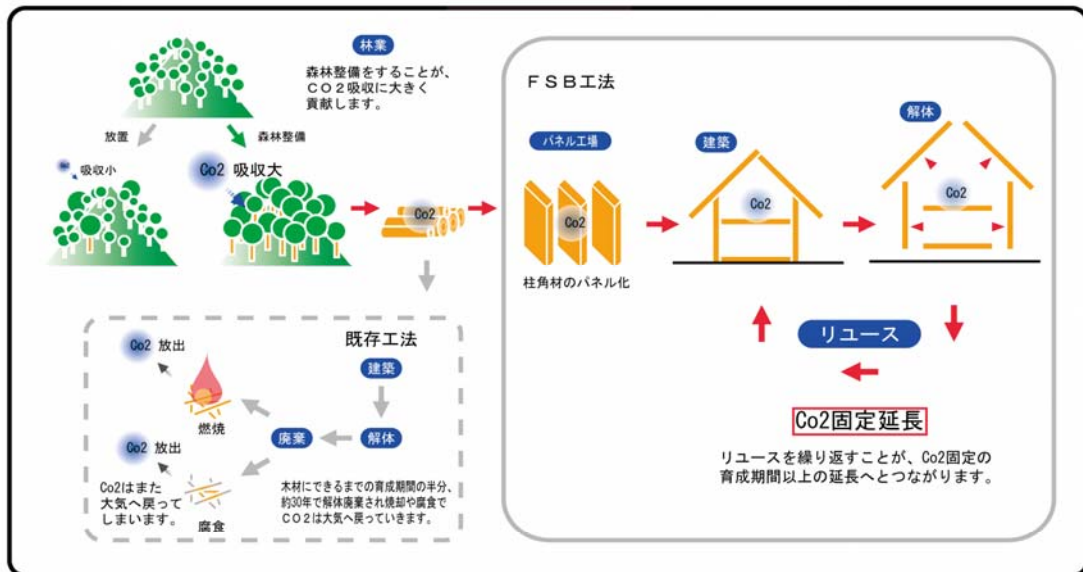 林業
森林整備をすることが、
CO2吸収に大きく
貢献します。
放置
森林整備
吸収小
Co2 吸収大
Co2
FSB工法
パネル工場
Co2
柱角材のパネル化
建築
Co2
解体
Co2
リユース
Co2固定延長
リユースを繰り返すことが、Co2固定の
育成期間以上の延長へとつながります。
既存工法
建築
解体
廃棄
Co2 放出
燃焼
Co2 放出
腐食
Co2はまた
大気へ戻って
しまいます。
木材にできるまでの育成期間の半分、
約30年で解体廃棄され焼却や腐食で
CO2は大気へ戻っていきます。